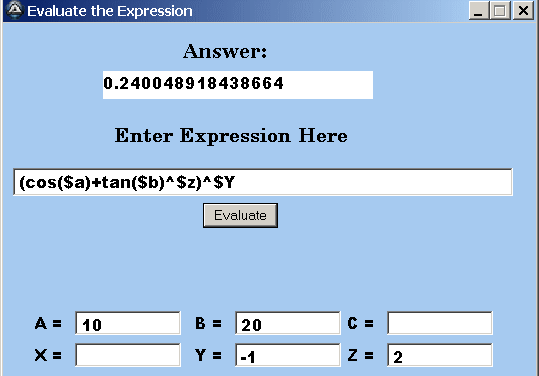 Evaluate the Expression
Answer:
0.240048918438664
Enter Expression Here
(cos($a)+tan($b)^$z)^$Y
Evaluate
A = 10 B = 20 C =
X = Y = -1 Z = 2